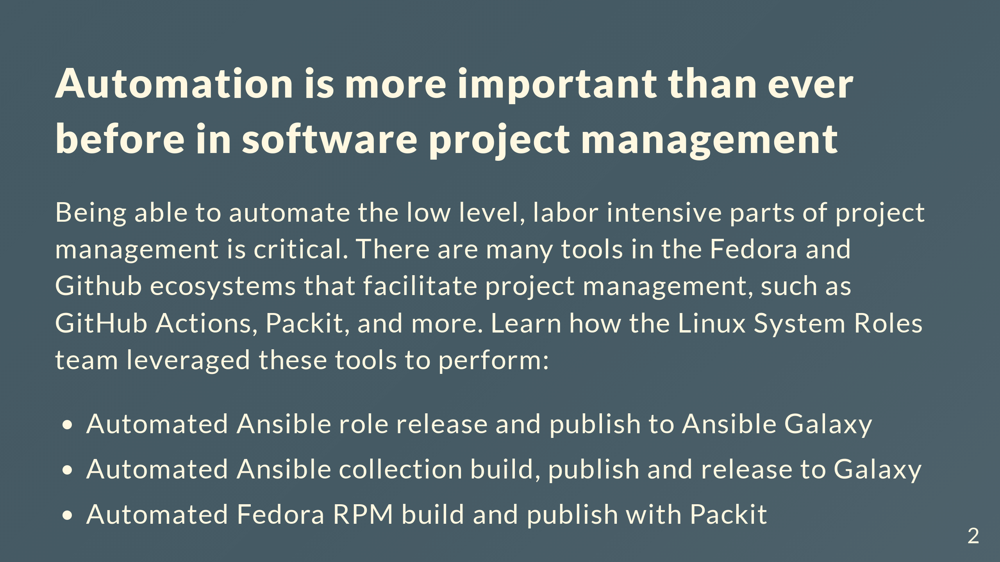 Automation is more important than ever
before in software project management
Being able to automate the low level, labor intensive parts of project
management is critical. There are many tools in the Fedora and
Github ecosystems that facilitate project management, such as
GitHub Actions, Packit, and more. Learn how the Linux System Roles
team leveraged these tools to perform:
• Automated Ansible role release and publish to Ansible Galaxy
• Automated Ansible collection build, publish and release to Galaxy
• Automated Fedora RPM build and publish with Packit
2